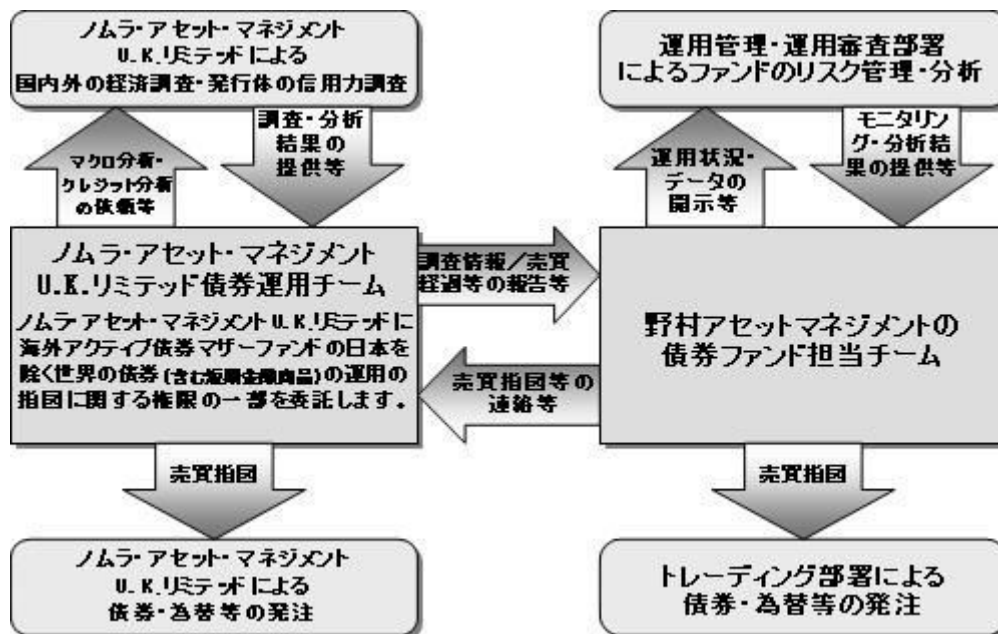 ノムラ・アセット・マネジメント
U.K.リミテッドによる
国内外の経済調査・発行体の信用力調査
運用管理・運用審査部署
によるファンドのリスク管理・分析
マクロ分析・
クレジット分析
の依頼等
調査・分析
結果の
提供等
運用状況・
データの
開示等
モニタリン
グ・分析結
果の提供等
ノムラ・アセット・マネジメント
U.K.リミテッド債券運用チーム
ノムラ・アセット・マネジメントU.K.リミテッドに
海外アクティブ債券マザーファンドの日本を
除く世界の債券(含む短期金融商品)の運用の
指図に関する権限の一部を委託します。
調査情報／売買
経過等の報告等
売買指図等の
連絡等
野村アセットマネジメントの
債券ファンド担当チーム
売買指図
売買指図
ノムラ・アセット・マネジメント
U.K.リミテッドによる
債券・為替等の発注
トレーディング部署による
債券・為替等の発注